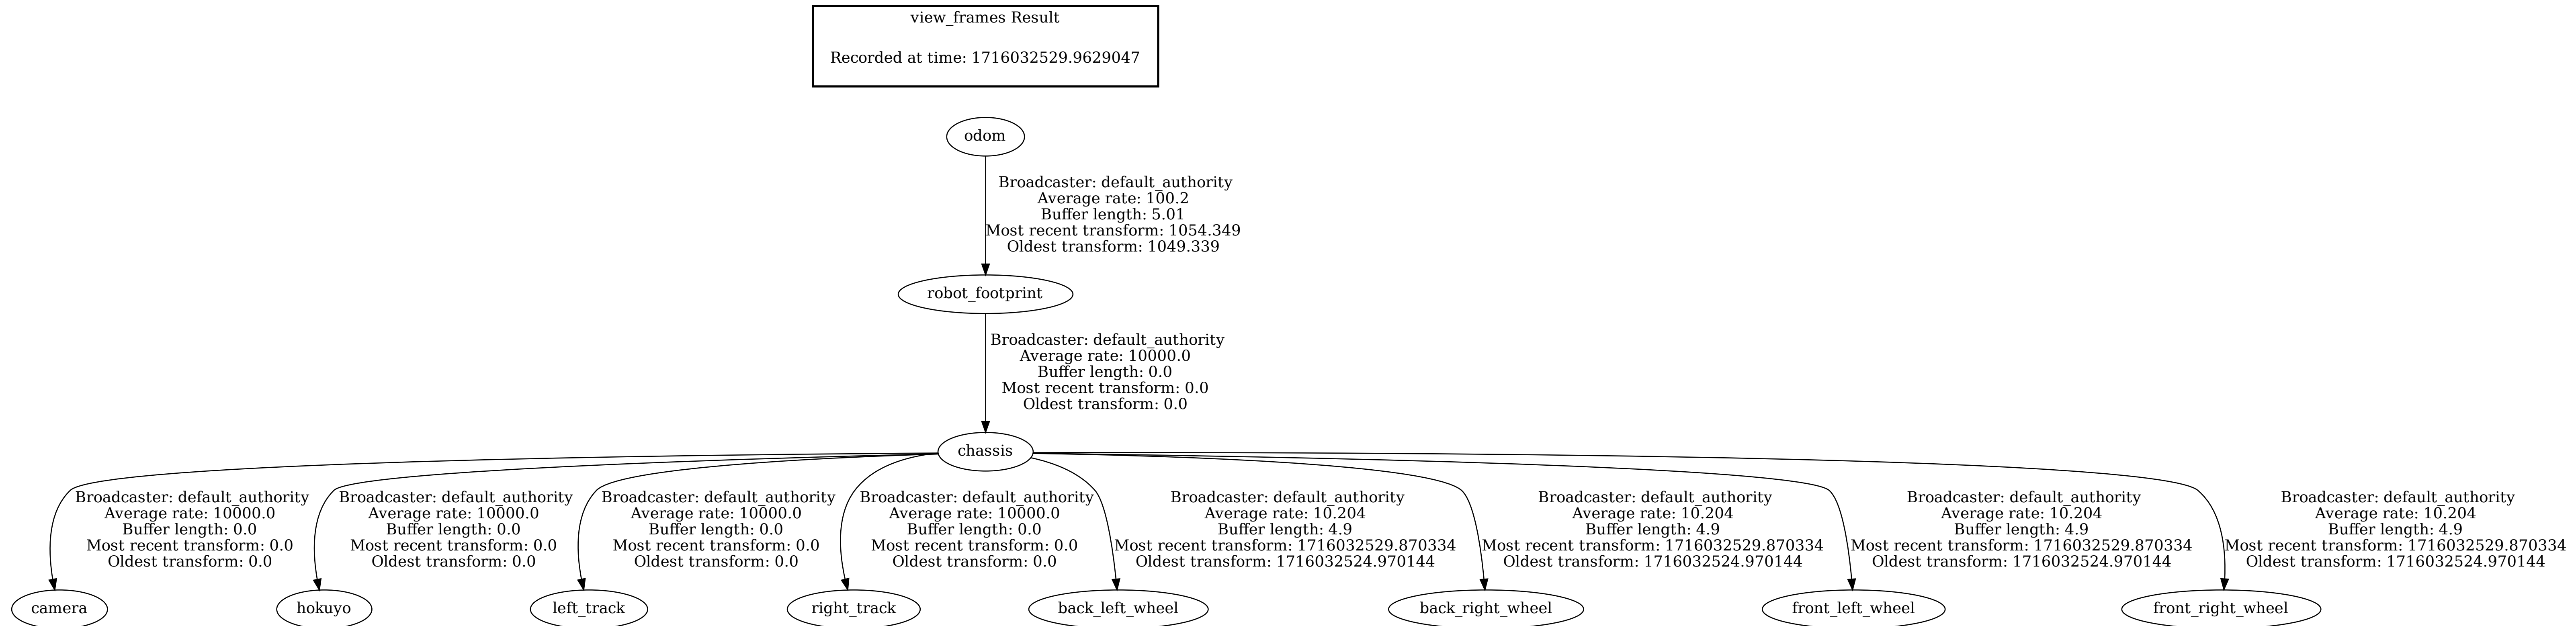 view_frames Result
Recorded at time: 1716032529.9629047
odom
Broadcaster: default_authority
Average rate: 100.2
Buffer length: 5.01
Most recent transform: 1054.349
Oldest transform: 1049.339
robot_footprint
Broadcaster: default_authority
Average rate: 10000.0
Buffer length: 0.0
Most recent transform: 0.0
Oldest transform: 0.0
chassis
Broadcaster: default_authority
Average rate: 10000.0
Buffer length: 0.0
Most recent transform: 0.0
Oldest transform: 0.0
Broadcaster: default_authority
Average rate: 10000.0
Buffer length: 0.0
Most recent transform: 0.0
Oldest transform: 0.0
Broadcaster: default_authority
Average rate: 10000.0
Buffer length: 0.0
Most recent transform: 0.0
Oldest transform: 0.0
Broadcaster: default_authority
Average rate: 10000.0
Buffer length: 0.0
Most recent transform: 0.0
Oldest transform: 0.0
Broadcaster: default_authority
Average rate: 10.204
Buffer length: 4.9
Most recent transform: 1716032529.870334
Oldest transform: 1716032524.970144
Broadcaster: default_authority
Average rate: 10.204
Buffer length: 4.9
Most recent transform: 1716032529.870334
Oldest transform: 1716032524.970144
Broadcaster: default_authority
Average rate: 10.204
Buffer length: 4.9
Most recent transform: 1716032529.870334
Oldest transform: 1716032524.970144
Broadcaster: default_authority
Average rate: 10.204
Buffer length: 4.9
Most recent transform: 1716032529.870334
Oldest transform: 1716032524.970144
camera
hokuyo
left_track
right_track
back_left_wheel
back_right_wheel
front_left_wheel
front_right_wheel